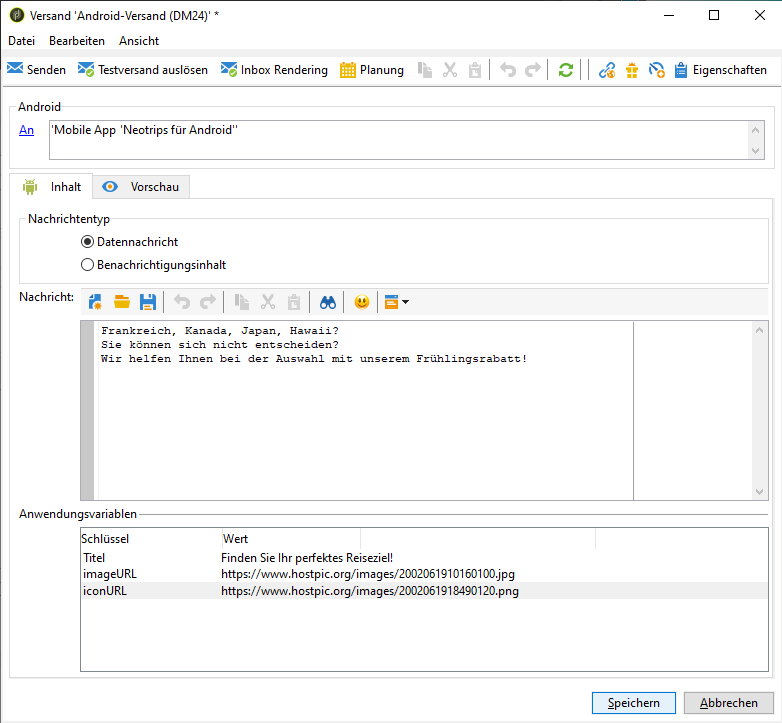 Versand 'Android-Versand (DM24)' *
Datei Bearbeiten Ansicht
Senden Testversand auslösen Inbox Rendering Planung Eigenschaften
Android
An 'Mobile App 'Neotrips für Android''
Inhalt Vorschau
Nachrichtentyp
Datennachricht
Benachrichtigungsinhalt
Nachricht:
Frankreich, Kanada, Japan, Hawaii?
Sie können sich nicht entscheiden?
Wir helfen Ihnen bei der Auswahl mit unserem Frühlingsrabatt!
Anwendungsvariablen
Schlüssel Wert
Titel Finden Sie Ihr perfektes Reiseziel!
imageURL https://www.hostpic.org/images/2002061910160100.jpg
iconURL https://www.hostpic.org/images/2002061918490120.png
Speichern Abbrechen